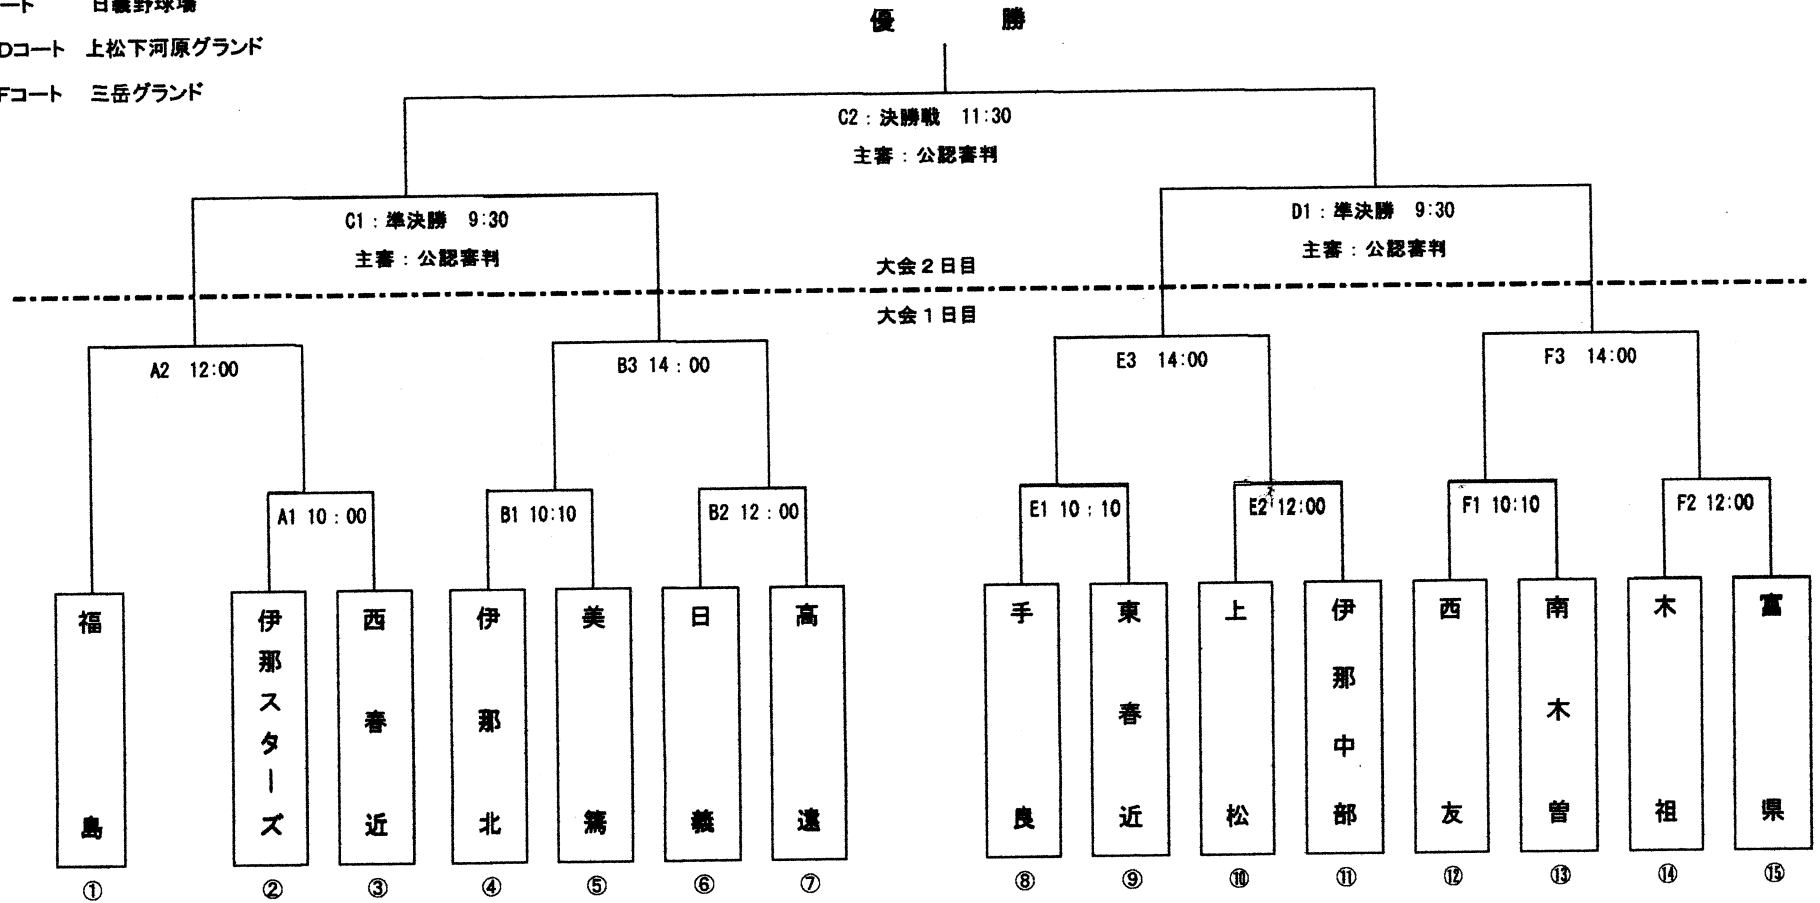 ート 日義野球場
Dコート 上松下河原グランド
Fコート 三岳グランド
優 勝
C2：決勝戦 11:30
主審：公認審判
C1：準決勝 9:30
主審：公認審判
D1：準決勝 9:30
主審：公認審判
大会２日目
大会１日目
A2 12:00
B3 14：00
E3 14:00
F3 14:00
A1 10：00
B1 10:10
B2 12：00
E1 10：10
E2 12:00
F1 10:10
F2 12:00
福島
伊那スターズ
西春近
伊那北
美篶
日義
高遠
手良
東春近
上松
伊那中部
西友
南木曽
木祖
富県
① ② ③ ④ ⑤ ⑥ ⑦ ⑧ ⑨ ⑩ ⑪ ⑫ ⑬ ⑭ ⑮